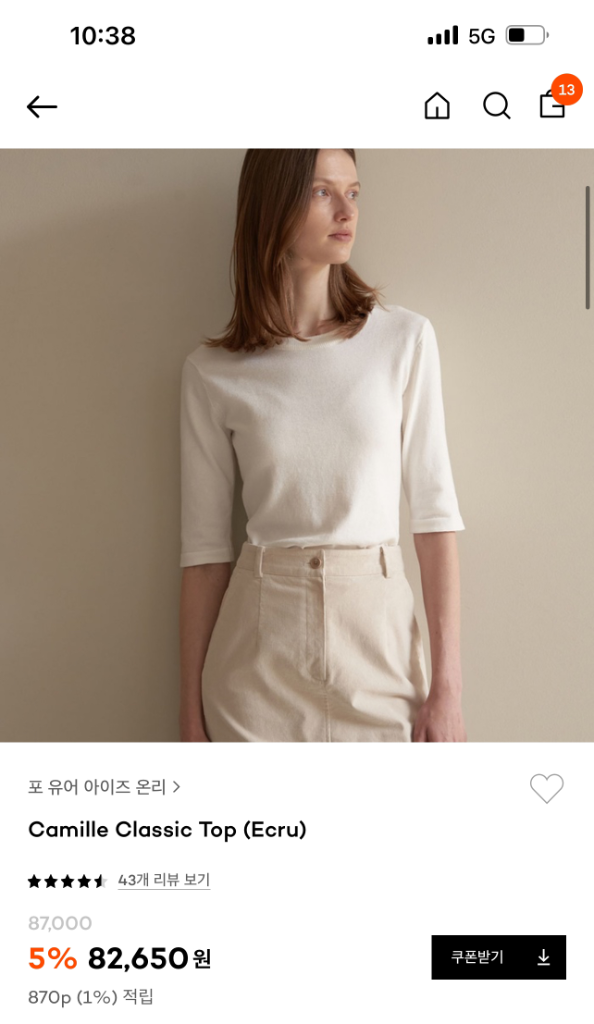 10:38
5G
13
포 유어 아이즈 온리 >
Camille Classic Top (Ecru)
43개 리뷰 보기
87,000
5% 82,650원
쿠폰받기
870p (1%) 적립